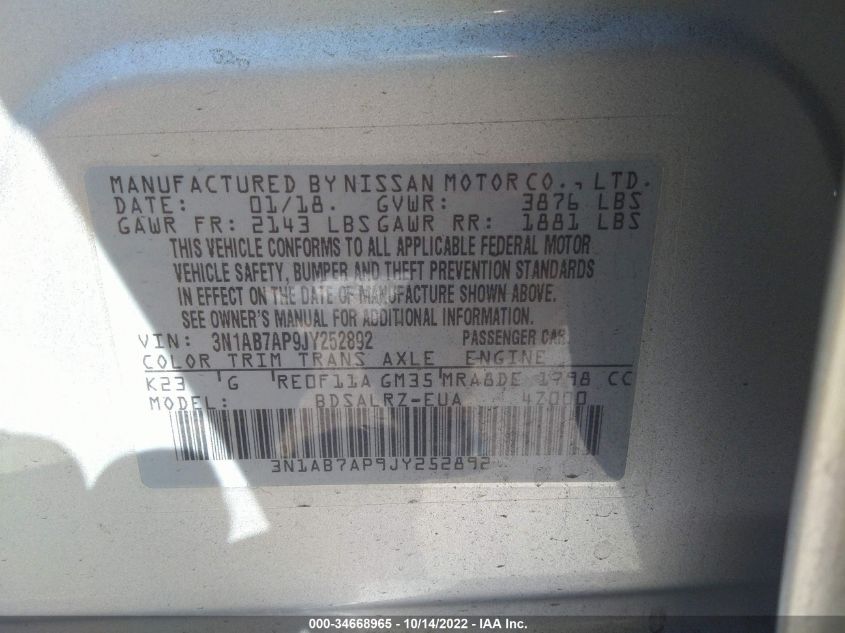 MANUFACTURED BY NISSAN MOTOR CO., LTD.
DATE: 01/18. GVWR: 3876 LBS
GAWR FR: 2143 LBS GAWR RR: 1881 LBS
THIS VEHICLE CONFORMS TO ALL APPLICABLE FEDERAL MOTOR
VEHICLE SAFETY, BUMPER AND THEFT PREVENTION STANDARDS
IN EFFECT ON THE DATE OF MANUFACTURE SHOWN ABOVE.
SEE OWNER'S MANUAL FOR ADDITIONAL INFORMATION.
VIN: 3N1AB7AP9JY252892 PASSENGER CAR
COLOR TRIM TRANS AXLE ENGINE
K23 G RE0F11A GM35 MRA8DE 1798 CC
MODEL: BDSALRZ-EUA 4Z000
3N1AB7AP9JY252892
000-34668965 - 10/14/2022 - IAA Inc.